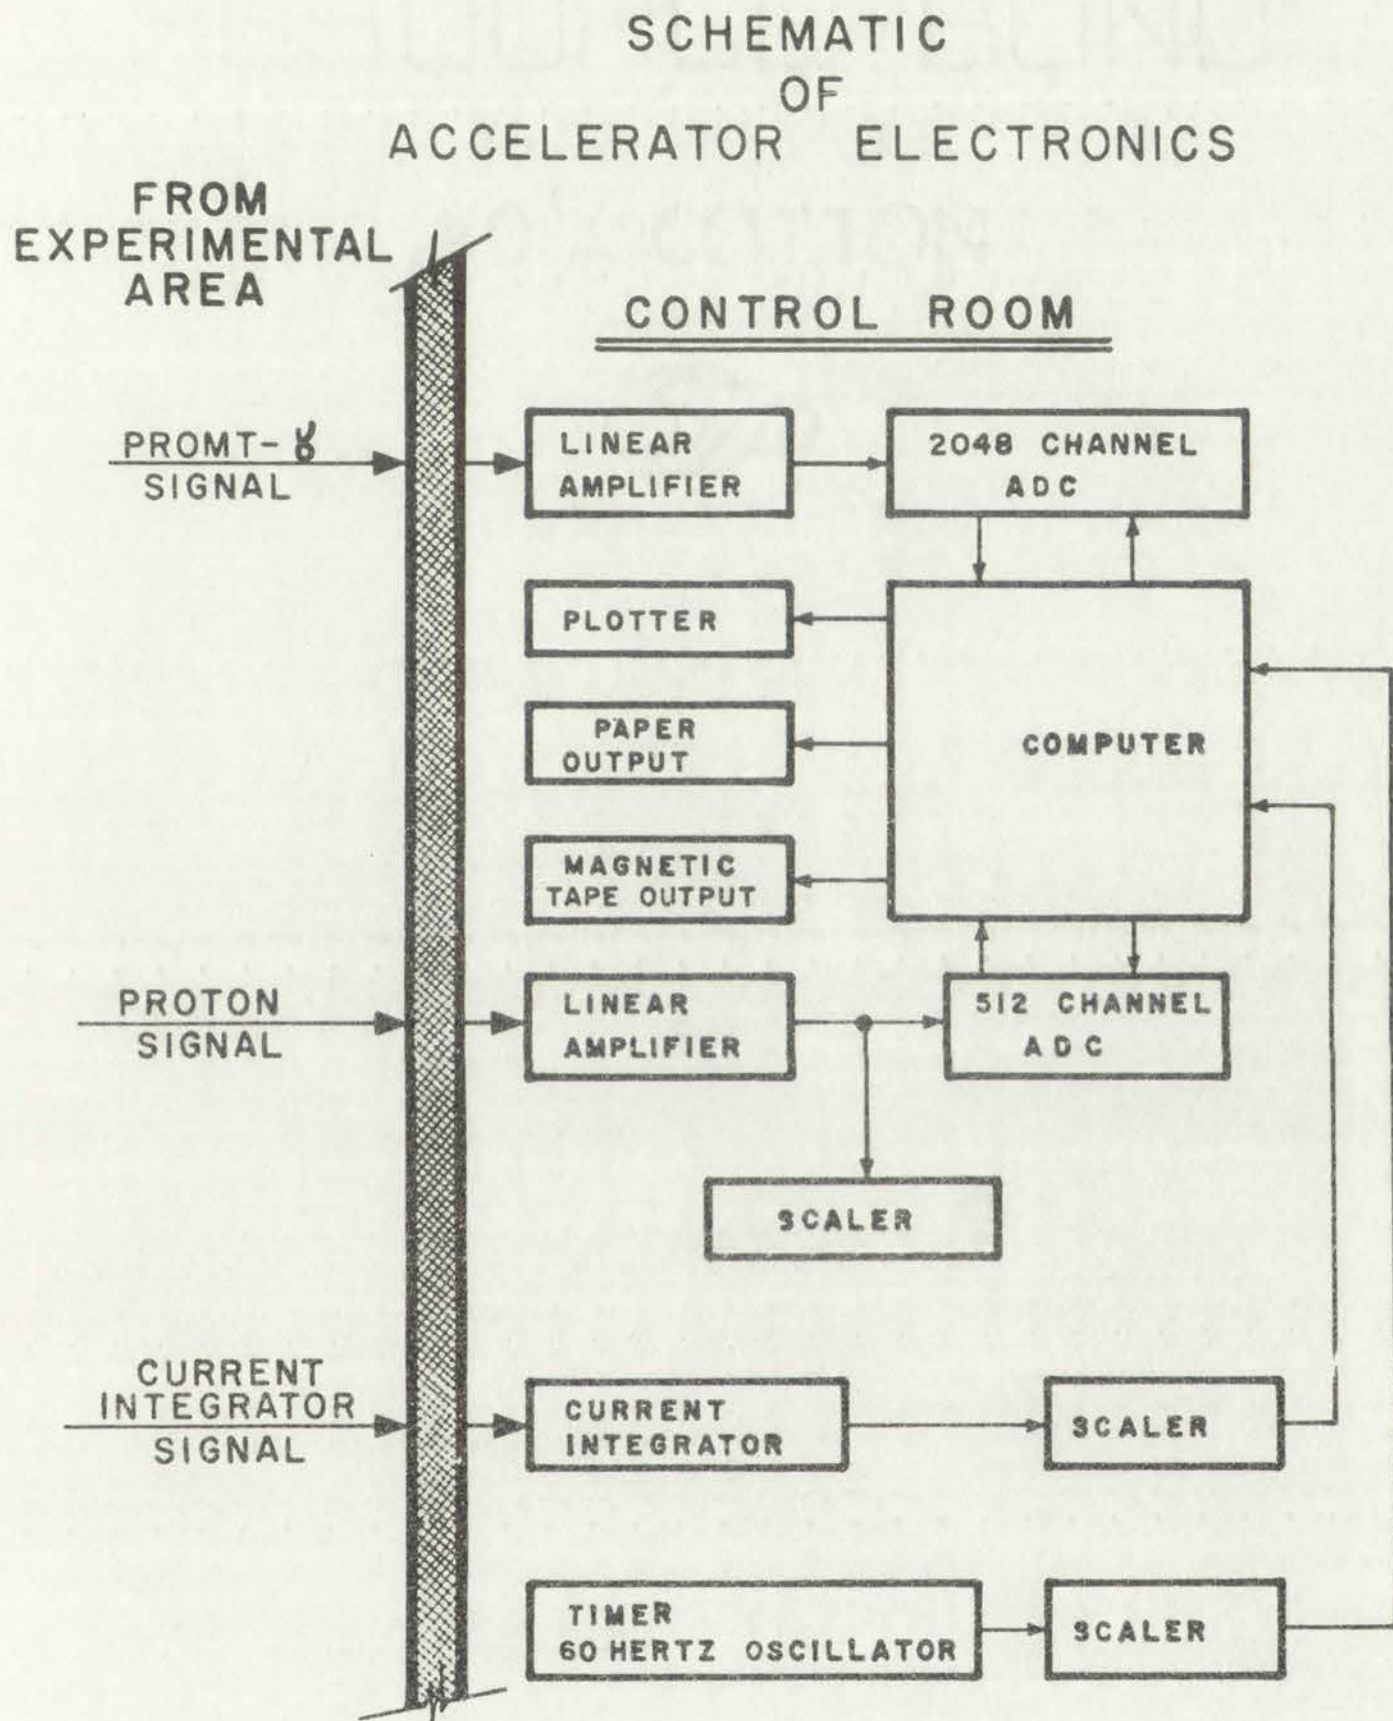 SCHEMATIC
OF
ACCELERATOR ELECTRONICS
FROM
EXPERIMENTAL
AREA
CONTROL ROOM
PROMT-γ
SIGNAL
LINEAR
AMPLIFIER
2048 CHANNEL
ADC
PLOTTER
PAPER
OUTPUT
COMPUTER
MAGNETIC
TAPE OUTPUT
PROTON
SIGNAL
LINEAR
AMPLIFIER
512 CHANNEL
ADC
SCALER
CURRENT
INTEGRATOR
SIGNAL
CURRENT
INTEGRATOR
SCALER
TIMER
60 HERTZ OSCILLATOR
SCALER